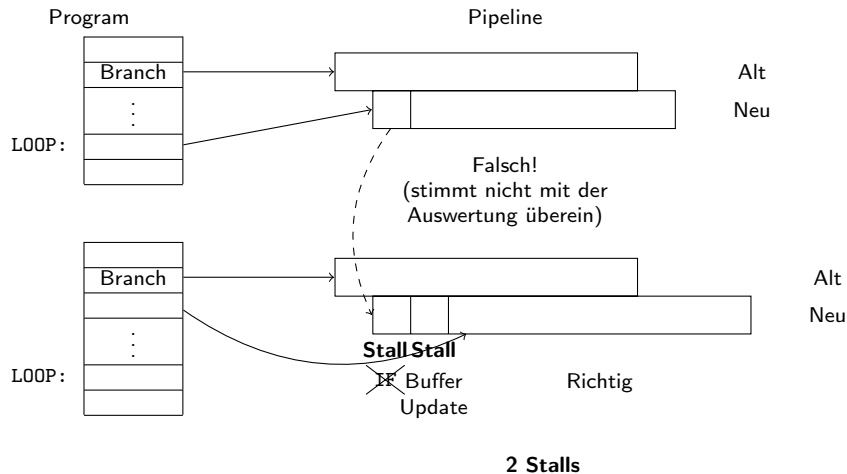 Program
Pipeline
Branch
Alt
⋮
Neu
LOOP:
Falsch!
(stimmt nicht mit der
Auswertung überein)
Branch
Alt
Neu
⋮
Stall Stall
LOOP:
IF Buffer
Richtig
Update
2 Stalls